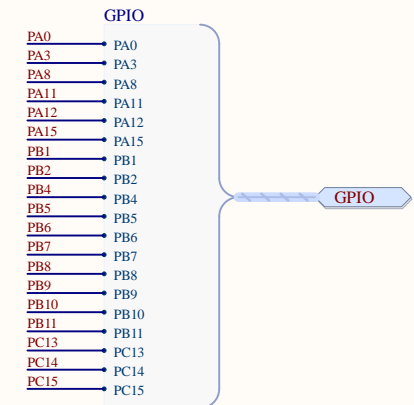 GPIO
PA0 PA0
PA3 PA3
PA8 PA8
PA11 PA11
PA12 PA12
PA15 PA15
PB1 PB1
PB2 PB2
PB4 PB4
GPIO
PB5 PB5
PB6 PB6
PB7 PB7
PB8 PB8
PB9 PB9
PB10 PB10
PB11 PB11
PC13 PC13
PC14 PC14
PC15 PC15